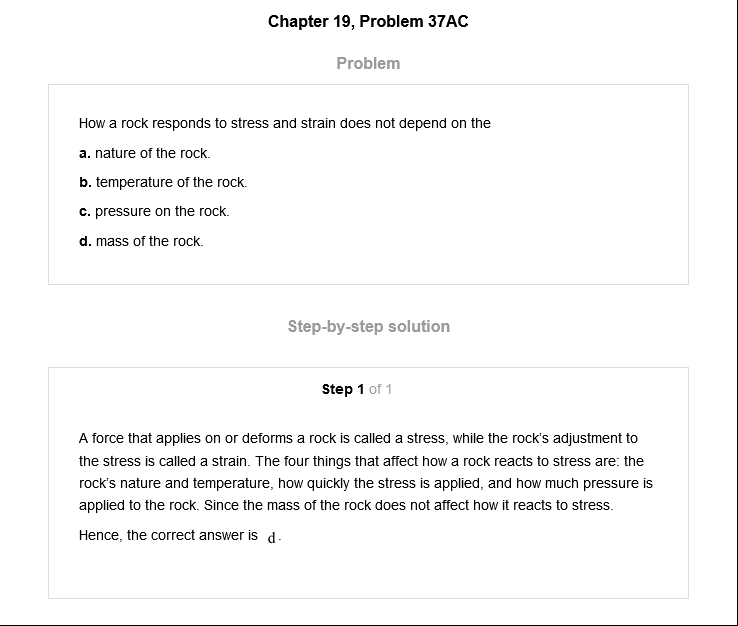 Chapter 19, Problem 37AC
Problem
How a rock responds to stress and strain does not depend on the
a. nature of the rock.
b. temperature of the rock.
c. pressure on the rock.
d. mass of the rock.
Step-by-step solution
Step 1 of 1
A force that applies on or deforms a rock is called a stress, while the rock's adjustment to
the stress is called a strain. The four things that affect how a rock reacts to stress are: the
rock's nature and temperature, how quickly the stress is applied, and how much pressure is
applied to the rock. Since the mass of the rock does not affect how it reacts to stress.
Hence, the correct answer is d.